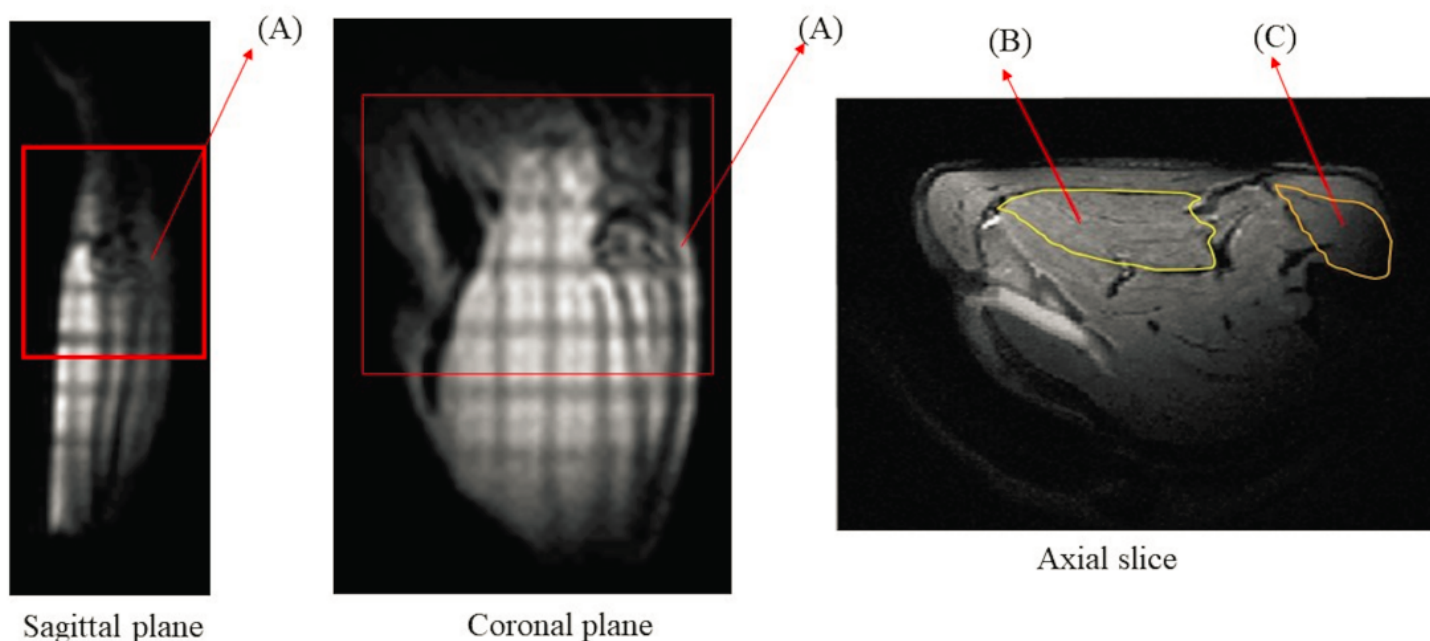 (A)
(A)
(B)
(C)
Sagittal plane
Coronal plane
Axial slice